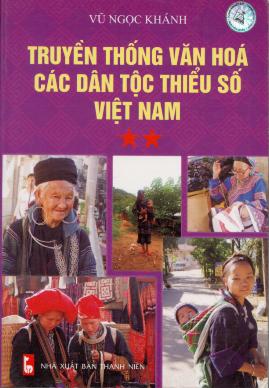 VŨ NGỌC KHÁNH
TRUYỀN THỐNG VĂN HOÁ
CÁC DÂN TỘC THIỂU SỐ
VIỆT NAM
NHÀ XUẤT BẢN THANH NIÊN